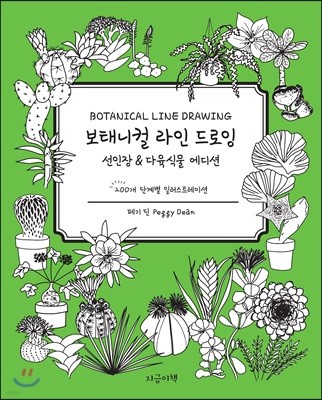 BOTANICAL LINE DRAWING
보태니컬 라인 드로잉
선인장 & 다육식물 에디션
200개 단계별 일러스트레이션
페기 딘 Peggy Dean
지금이책